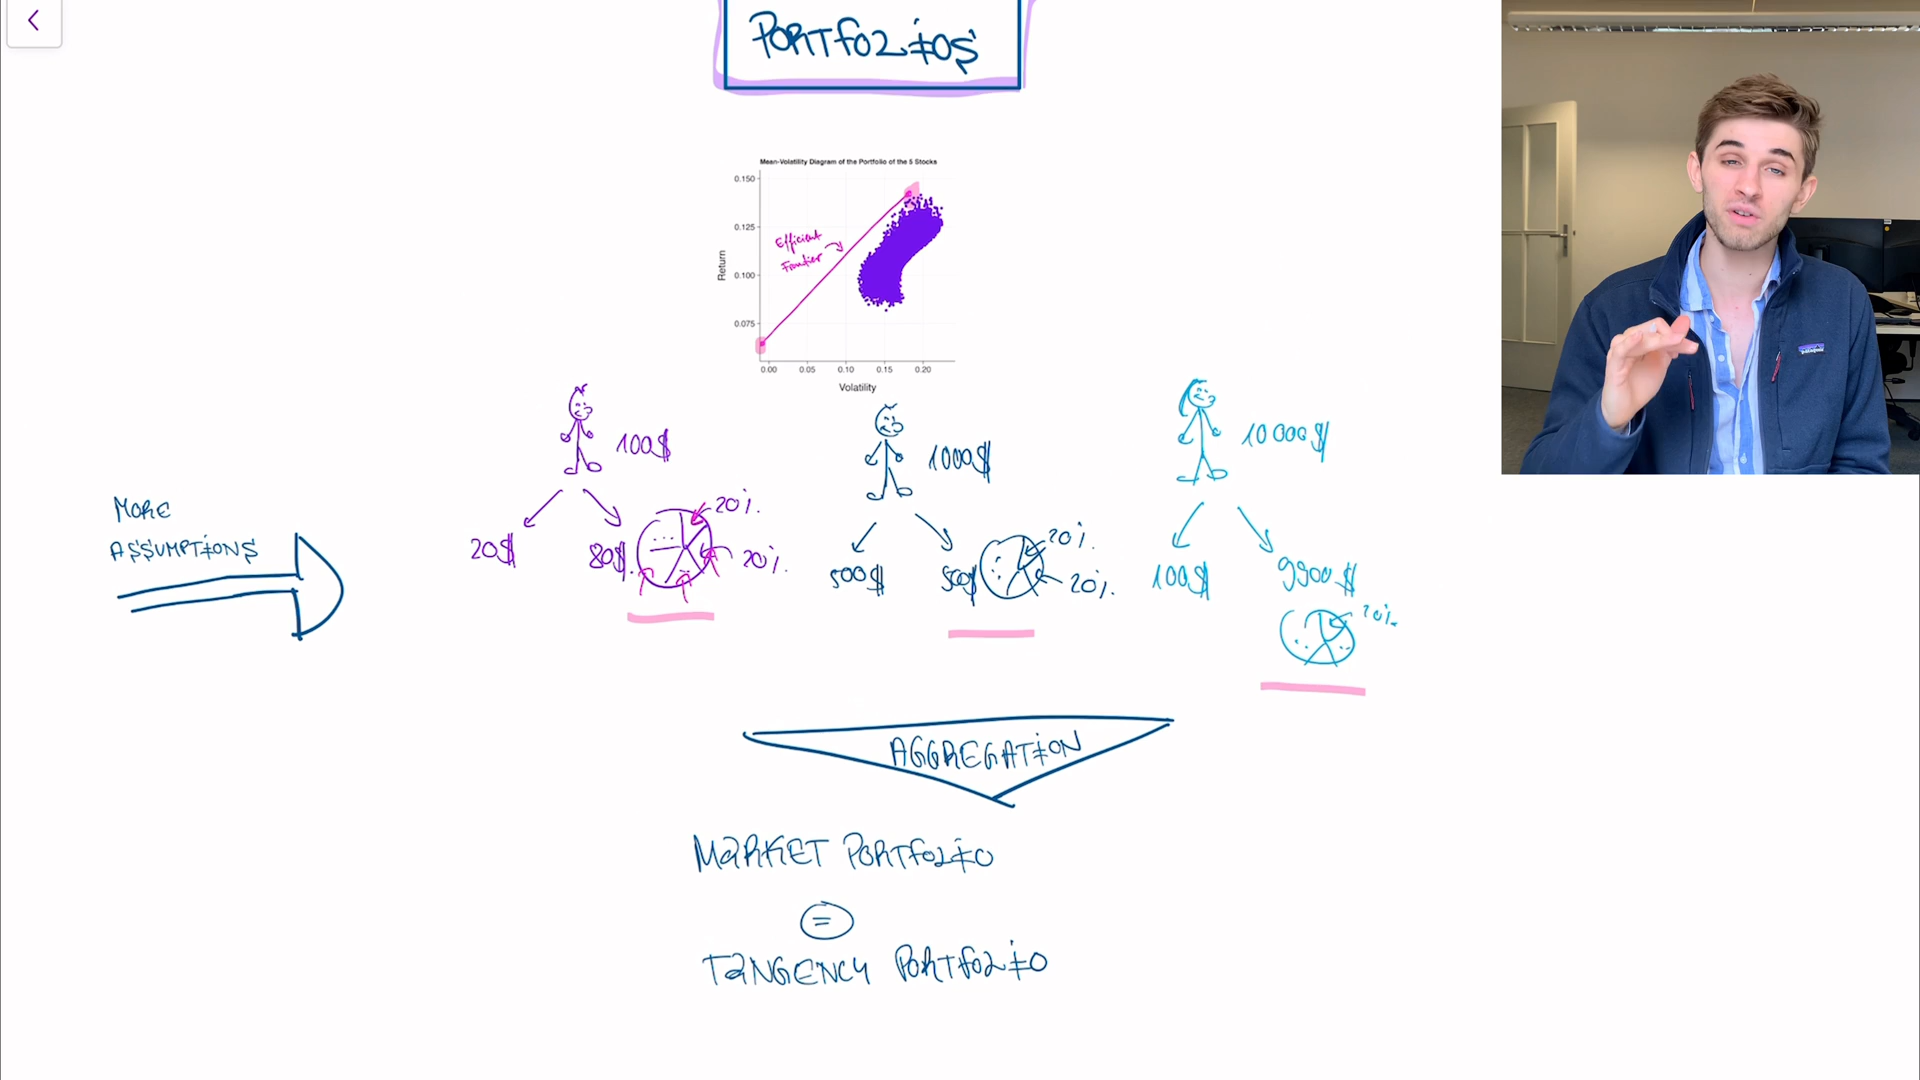 PORTFOLIOS
Mean-Volatility Diagram of the Portfolio of the 5 Stocks
0.150
0.125
0.100
0.075
Return
Efficient
Frontier
0.00 0.05 0.10 0.15 0.20
Volatility
100$
1000$
10000$
MORE
ASSUMPTIONS
20$
80$
20%
20%
500$
500$
20%
20%
100$
9900$
20%
AGGREGATION
MARKET PORTFOLIO
=
TANGENCY PORTFOLIO
patagonia